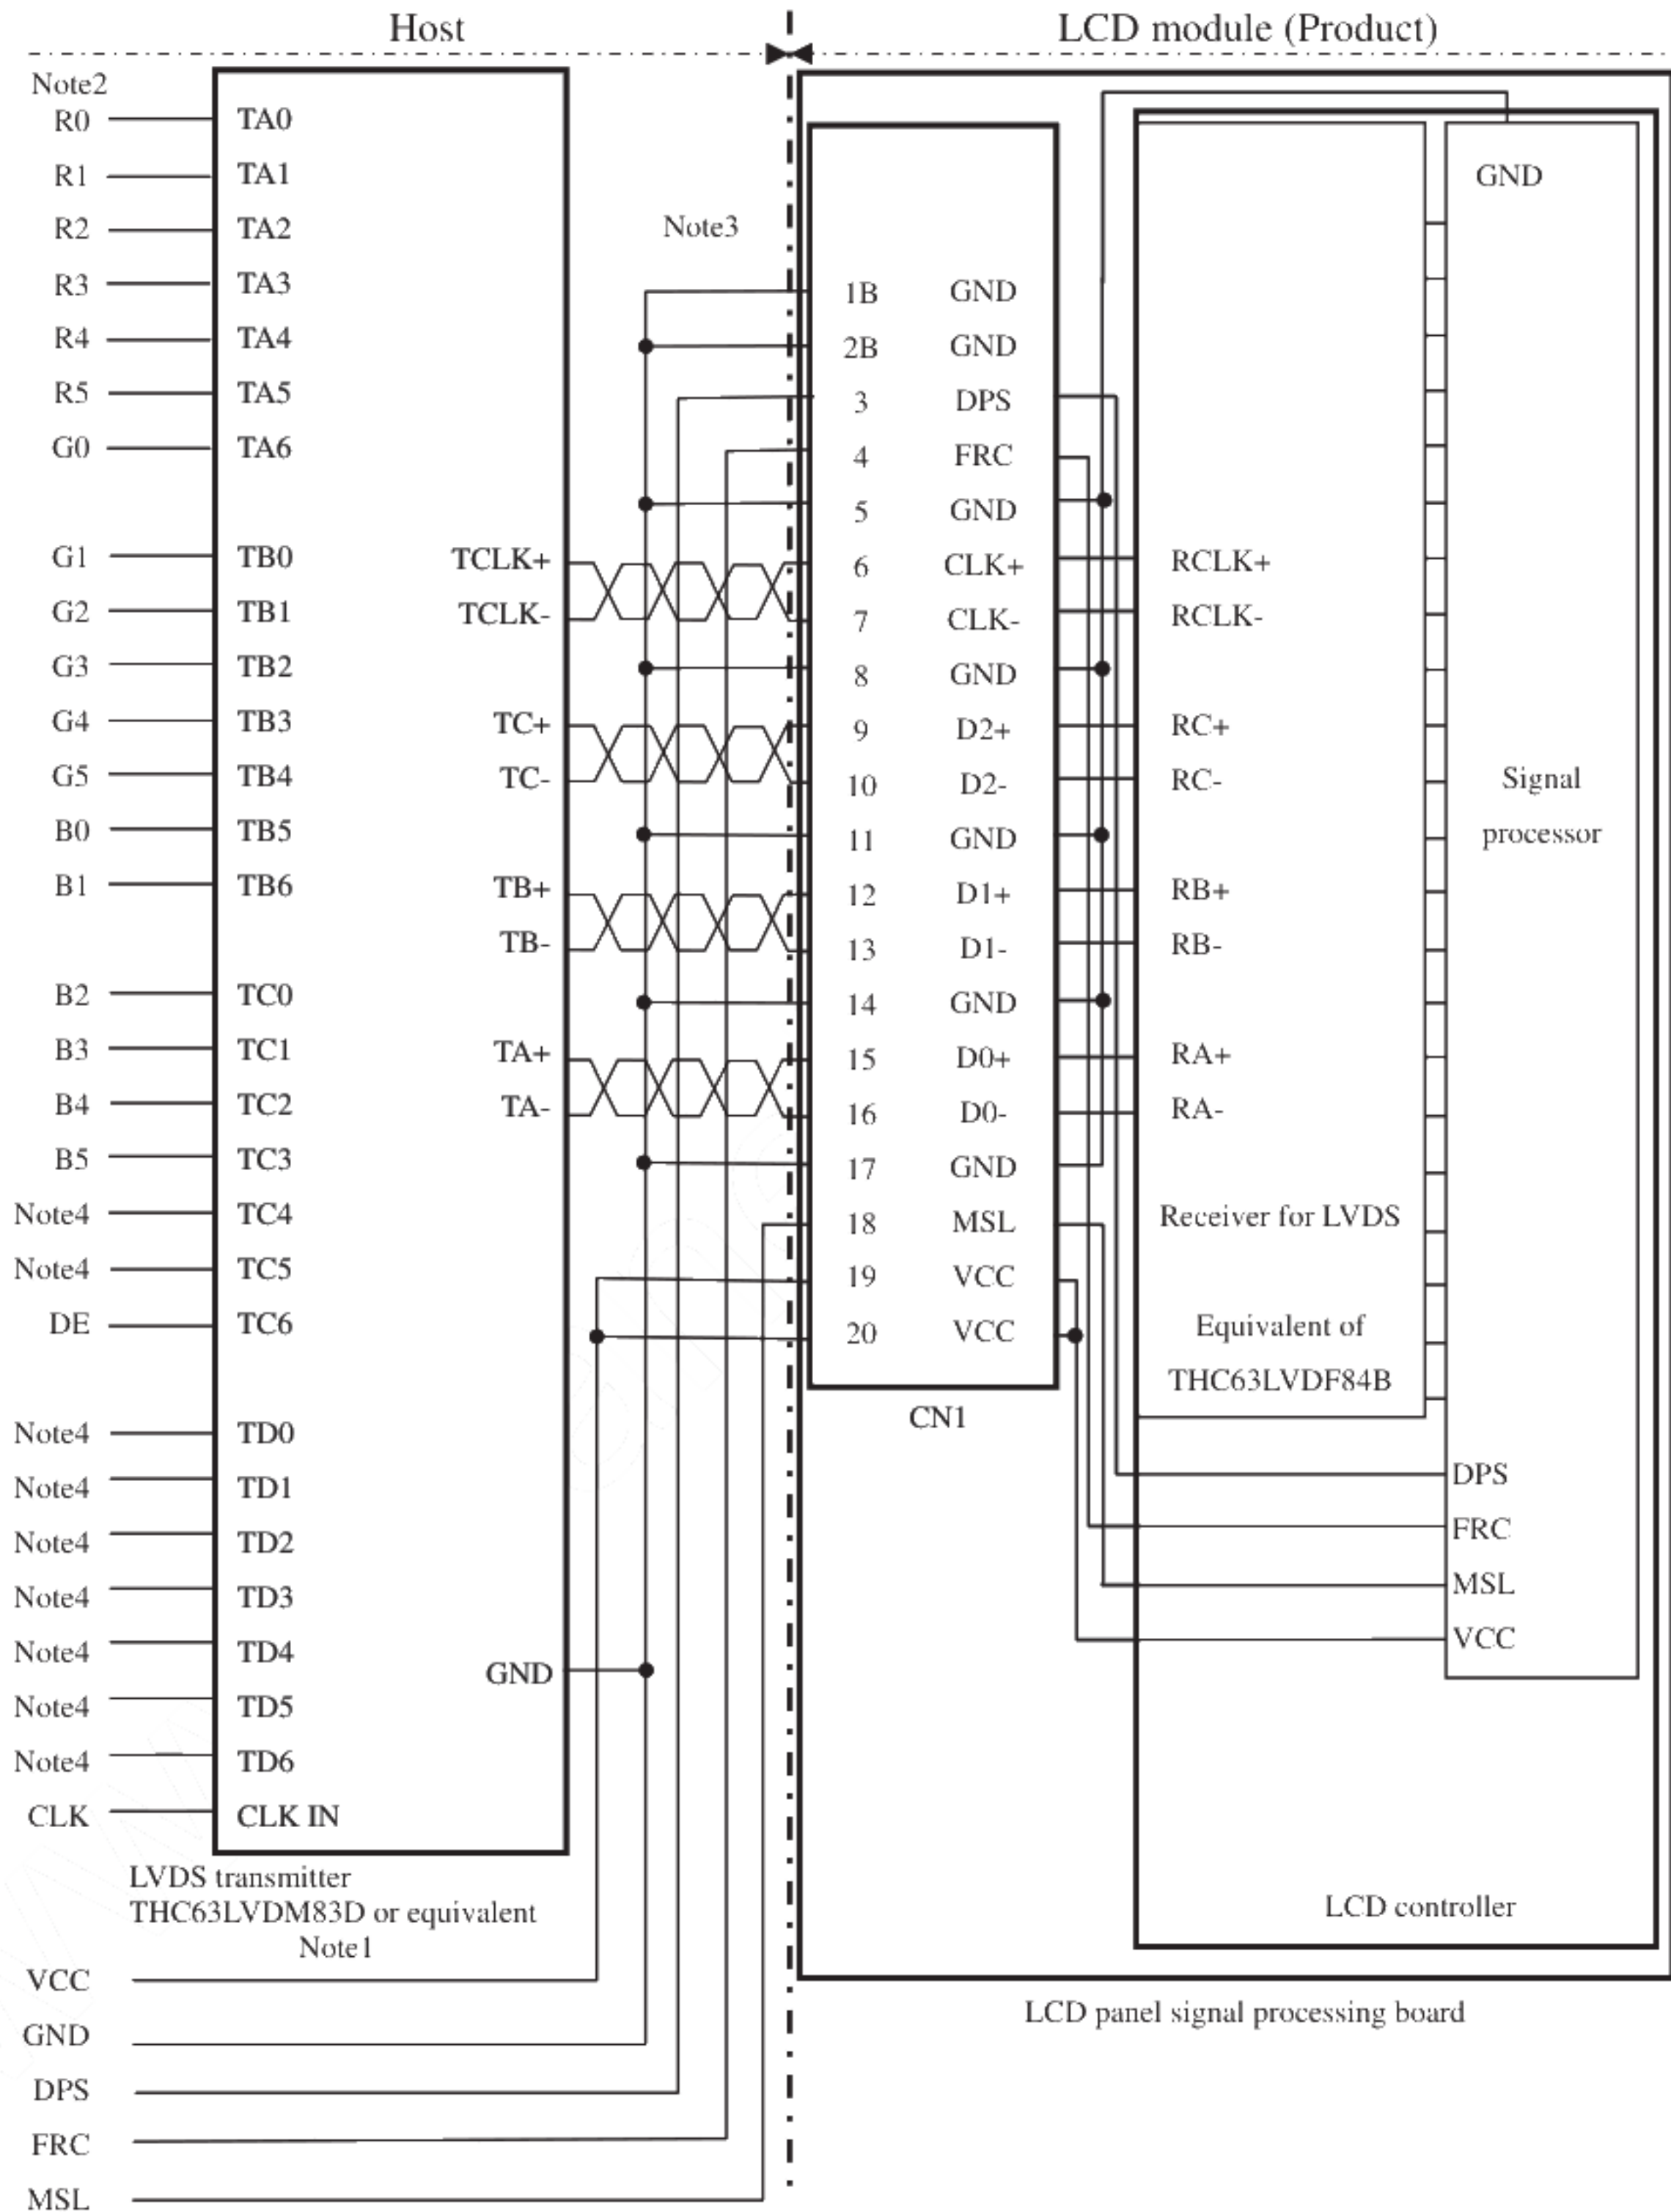 Host
LCD module (Product)
Note2
R0 TA0
R1 TA1
R2 TA2
R3 TA3
R4 TA4
R5 TA5
G0 TA6
G1 TB0
G2 TB1
G3 TB2
G4 TB3
G5 TB4
B0 TB5
B1 TB6
B2 TC0
B3 TC1
B4 TC2
B5 TC3
Note4 TC4
Note4 TC5
DE TC6
Note4 TD0
Note4 TD1
Note4 TD2
Note4 TD3
Note4 TD4
Note4 TD5
Note4 TD6
CLK CLK IN
TCLK+
TCLK-
TC+
TC-
TB+
TB-
TA+
TA-
GND
LVDS transmitter
THC63LVDM83D or equivalent
Note1
VCC
GND
DPS
FRC
MSL
Note3
1B GND
2B GND
3 DPS
4 FRC
5 GND
6 CLK+
7 CLK-
8 GND
9 D2+
10 D2-
11 GND
12 D1+
13 D1-
14 GND
15 D0+
16 D0-
17 GND
18 MSL
19 VCC
20 VCC
CN1
RCLK+
RCLK-
RC+
RC-
RB+
RB-
RA+
RA-
Receiver for LVDS
Equivalent of
THC63LVDF84B
GND
Signal
processor
DPS
FRC
MSL
VCC
LCD controller
LCD panel signal processing board